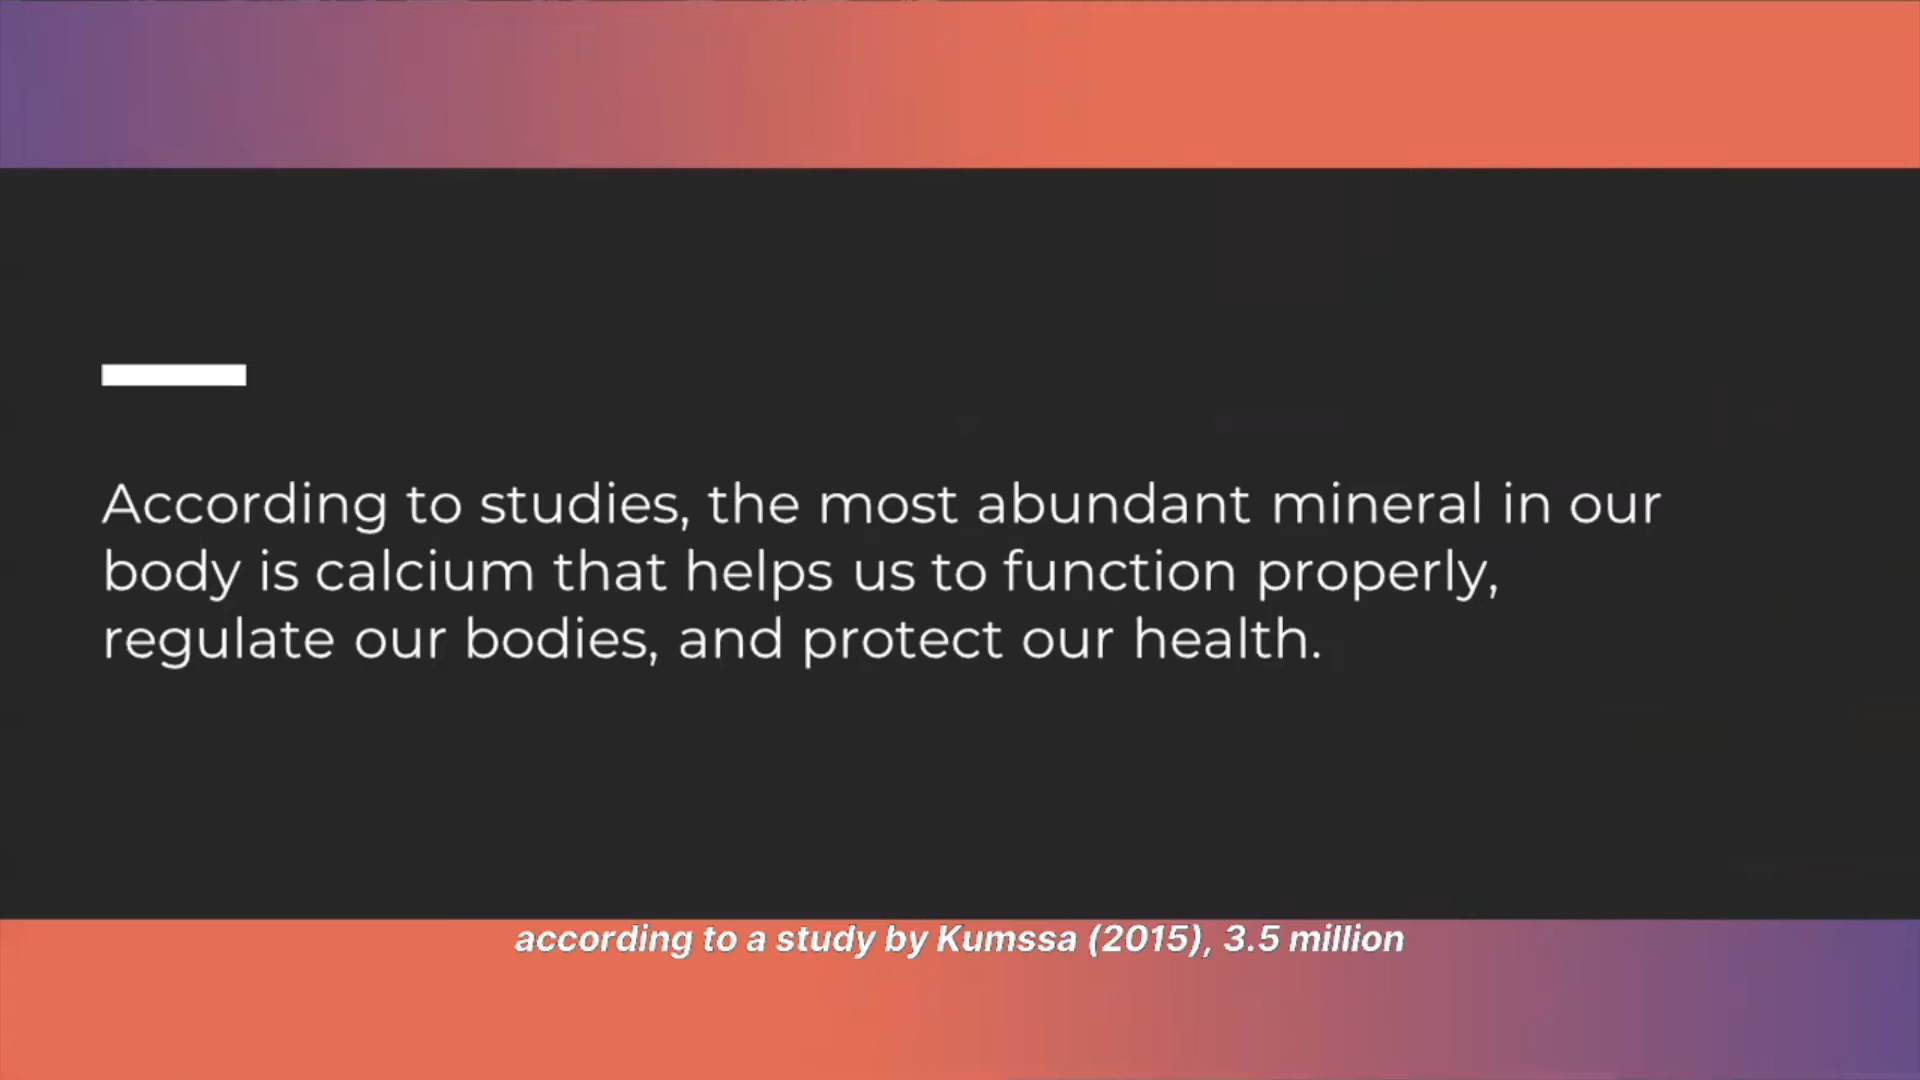 According to studies, the most abundant mineral in our
body is calcium that helps us to function properly,
regulate our bodies, and protect our health.
according to a study by Kumssa (2015), 3.5 million